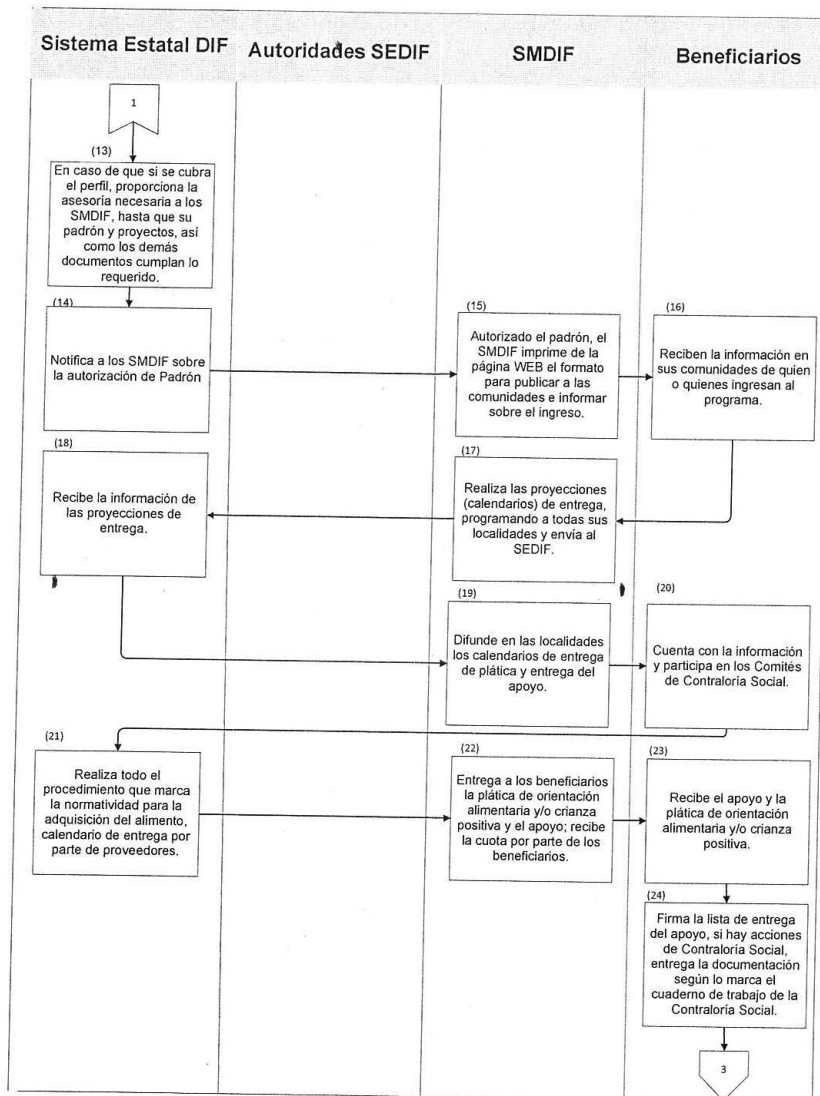 Sistema Estatal DIF
Autoridades SEDIF
SMDIF
Beneficiarios
1
(13)
En caso de que si se cubra
el perfil, proporciona la
asesoría necesaria a los
SMDIF, hasta que su
padrón y proyectos, así
como los demás
documentos cumplan lo
requerido.
(14)
Notifica a los SMDIF sobre
la autorización de Padrón
(15)
Autorizado el padrón, el
SMDIF imprime de la
página WEB el formato
para publicar a las
comunidades e informar
sobre el ingreso.
(16)
Reciben la información en
sus comunidades de quien
o quienes ingresan al
programa.
(17)
Realiza las proyecciones
(calendarios) de entrega,
programando a todas sus
localidades y envía al
SEDIF.
(18)
Recibe la información de
las proyecciones de
entrega.
(19)
Difunde en las localidades
los calendarios de entrega
de plática y entrega del
apoyo.
(20)
Cuenta con la información
y participa en los Comités
de Contraloría Social.
(21)
Realiza todo el
procedimiento que marca
la normatividad para la
adquisición del alimento,
calendario de entrega por
parte de proveedores.
(22)
Entrega a los beneficiarios
la plática de orientación
alimentaria y/o crianza
positiva y el apoyo; recibe
la cuota por parte de los
beneficiarios.
(23)
Recibe el apoyo y la
plática de orientación
alimentaria y/o crianza
positiva.
(24)
Firma la lista de entrega
del apoyo, si hay acciones
de Contraloría Social,
entrega la documentación
según lo marca el
cuaderno de trabajo de la
Contraloría Social.
3